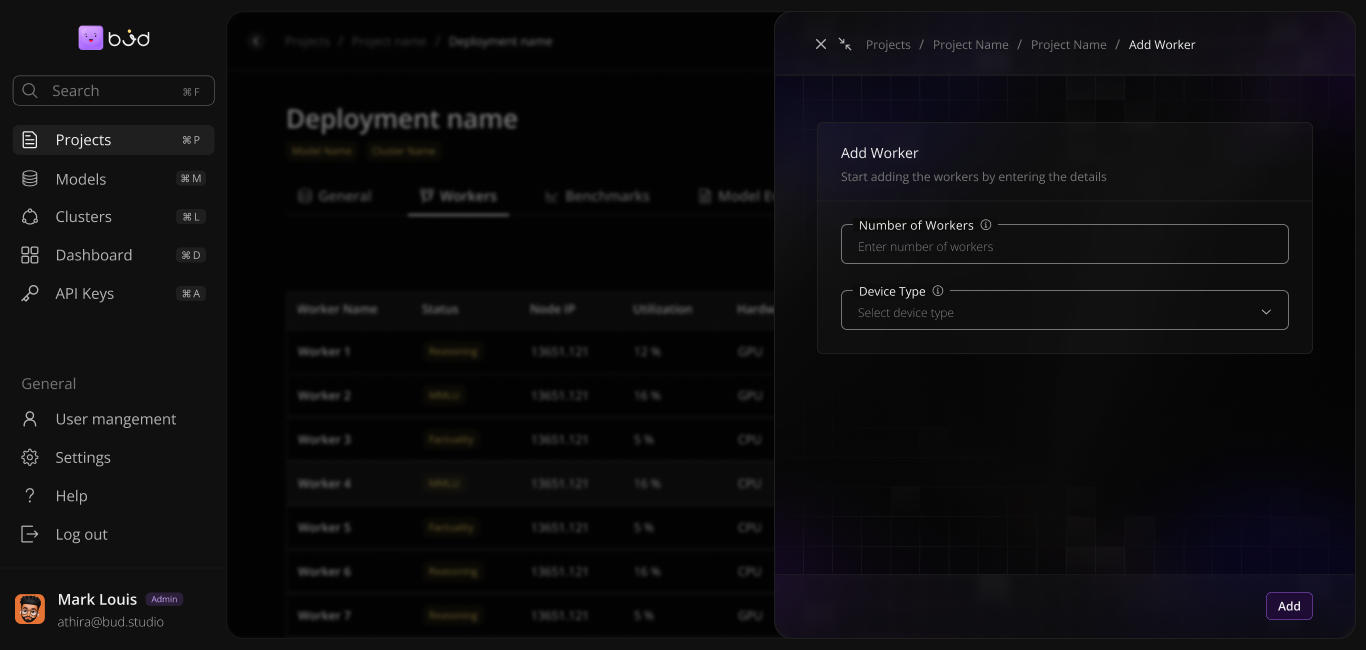 bud
Search ⌘ F
Projects ⌘ P
Models ⌘ M
Clusters ⌘ L
Dashboard ⌘ D
API Keys ⌘ A
General
User mangement
Settings
Help
Log out
Mark Louis Admin
athira@bud.studio
Projects / Project name / Deployment name
Deployment name
Model Name Cluster Name
General Workers Benchmarks Model
Worker Name Status Node IP Utilization
Worker 1 Reasoning 13651.121 12 % GPU
Worker 2 MMLU 13651.121 16 % GPU
Worker 3 Factuality 13651.121 5 % CPU
Worker 4 MMLU 13651.121 16 % CPU
Worker 5 Factuality 13651.121 5 % CPU
Worker 6 Reasoning 13651.121 16 % CPU
Worker 7 Reasoning 13651.121 5 % CPU
Projects / Project Name / Project Name / Add Worker
Add Worker
Start adding the workers by entering the details
Number of Workers
Enter number of workers
Device Type
Select device type
Add